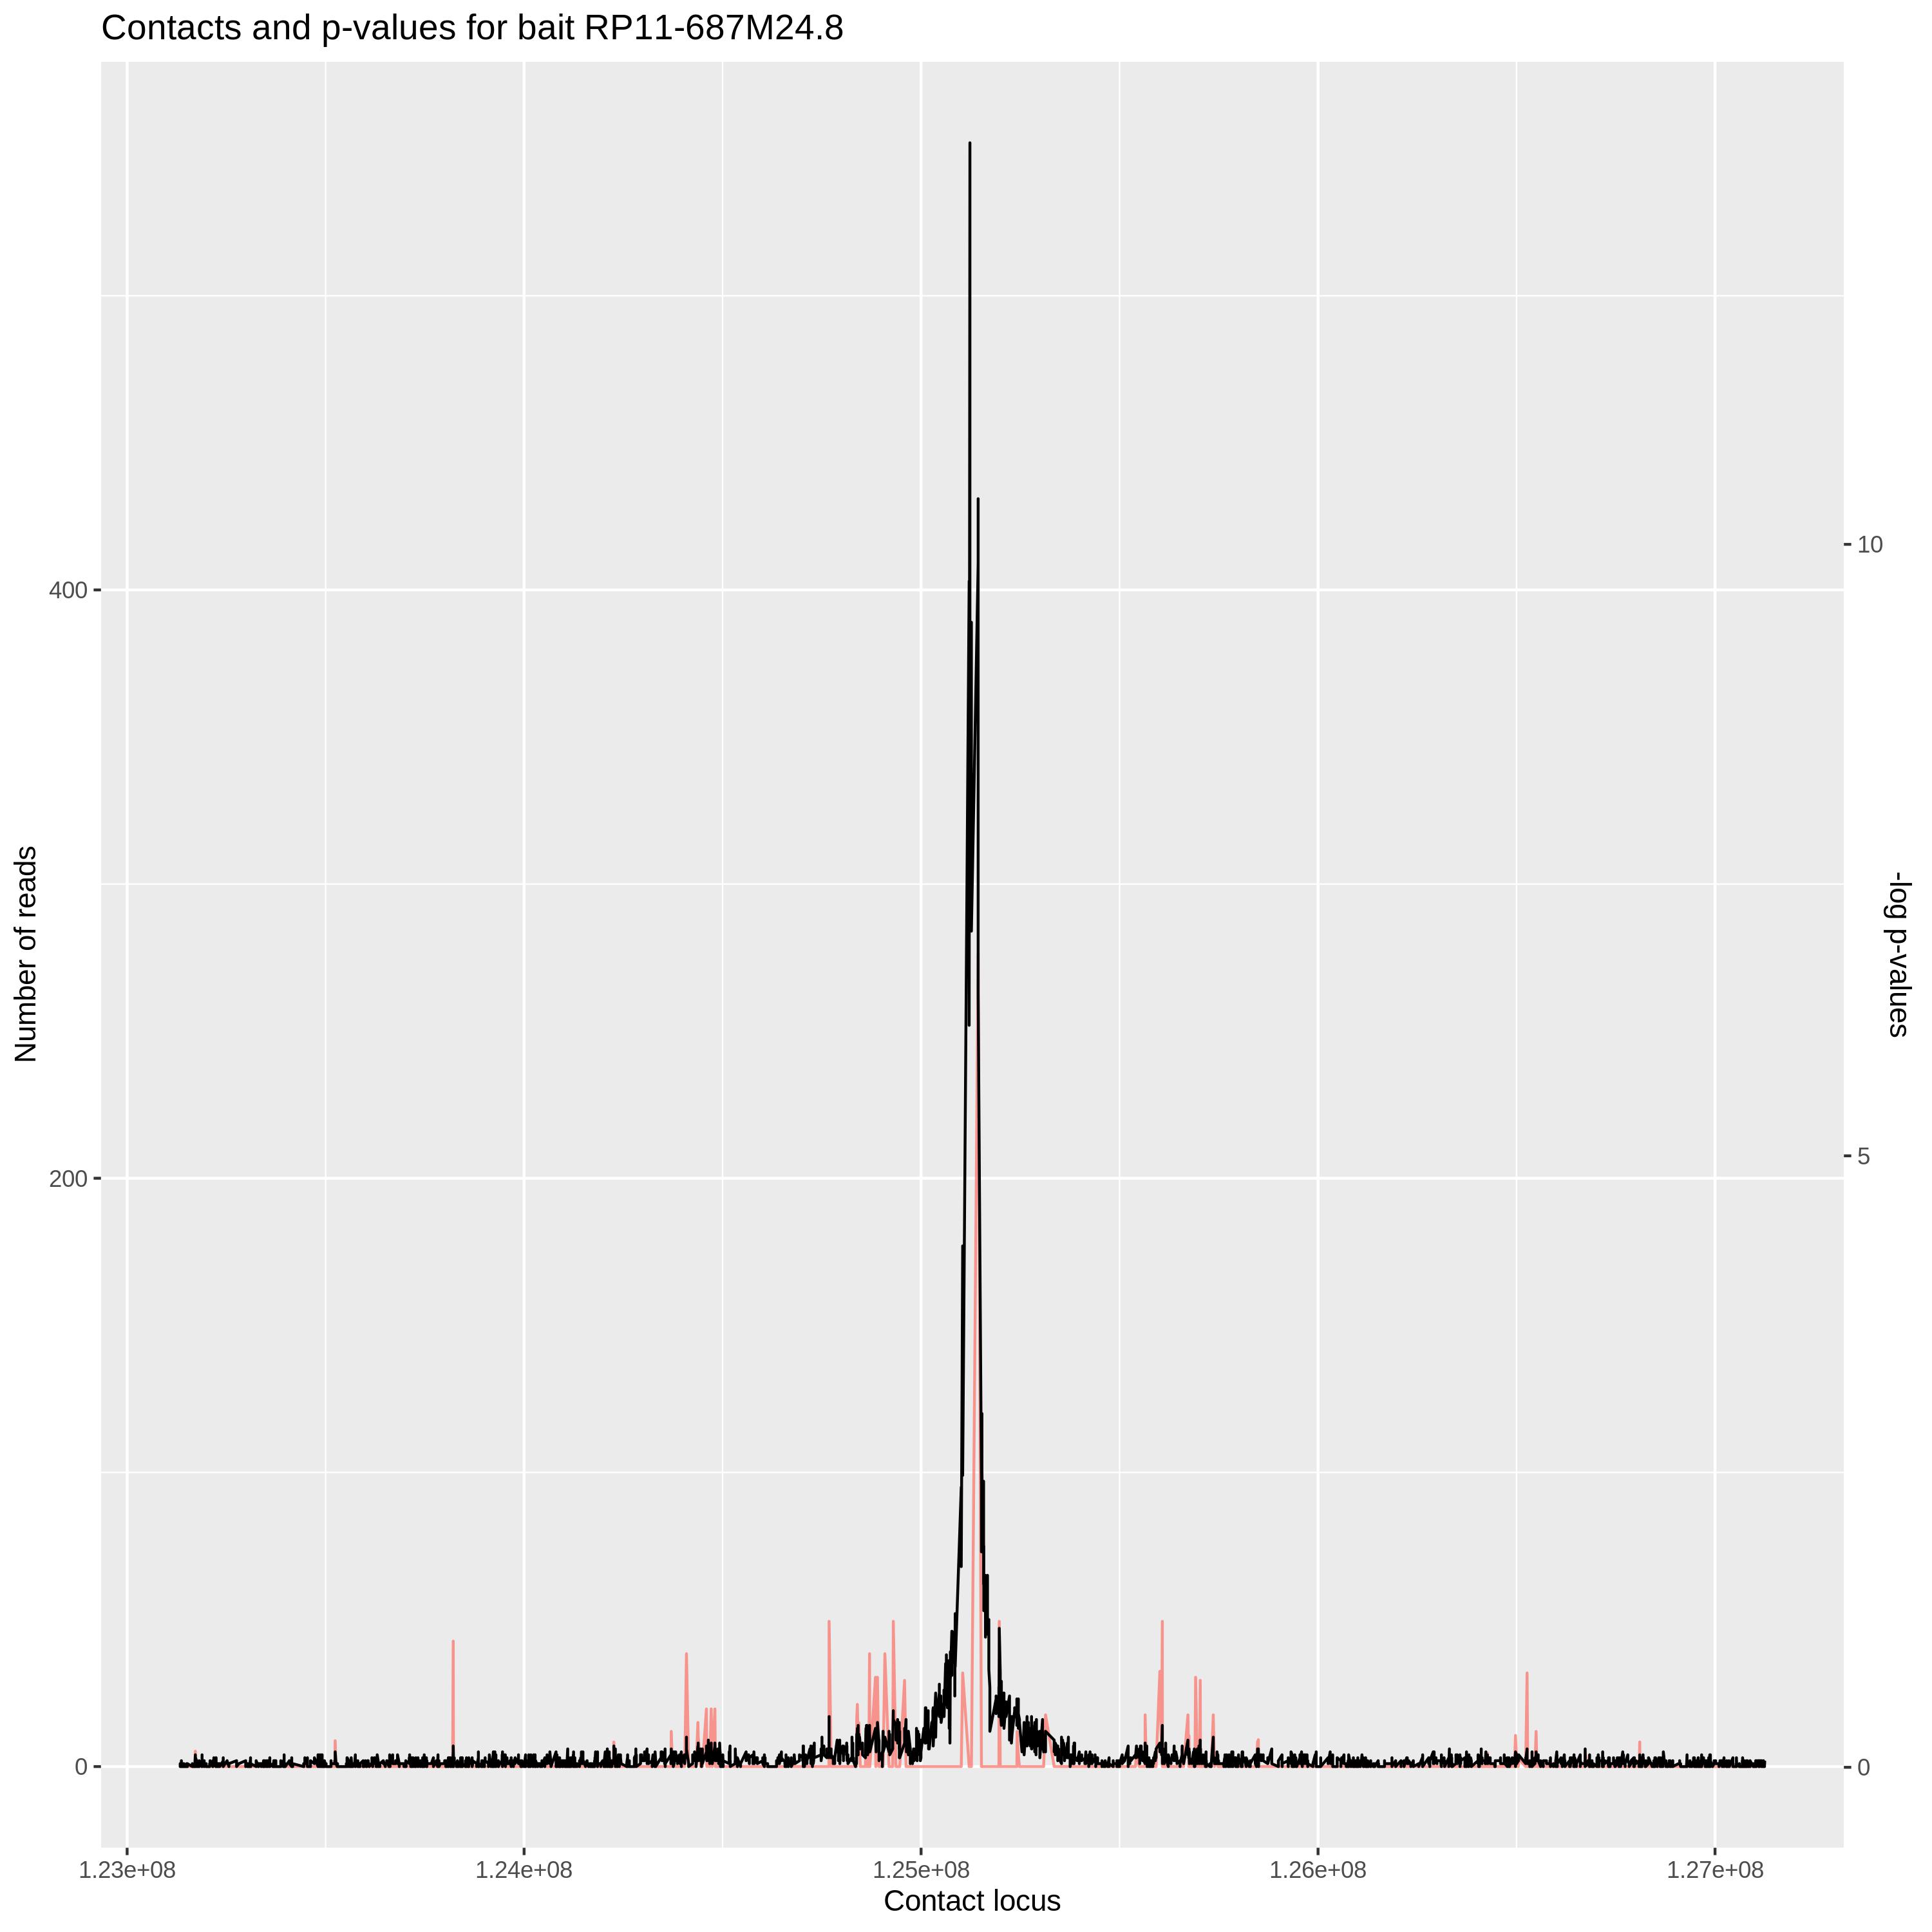 Contacts and p-values for bait RP11-687M24.8
400
200
0
Number of reads
10
5
0
-log p-values
1.23e+08 1.24e+08 1.25e+08 1.26e+08 1.27e+08
Contact locus